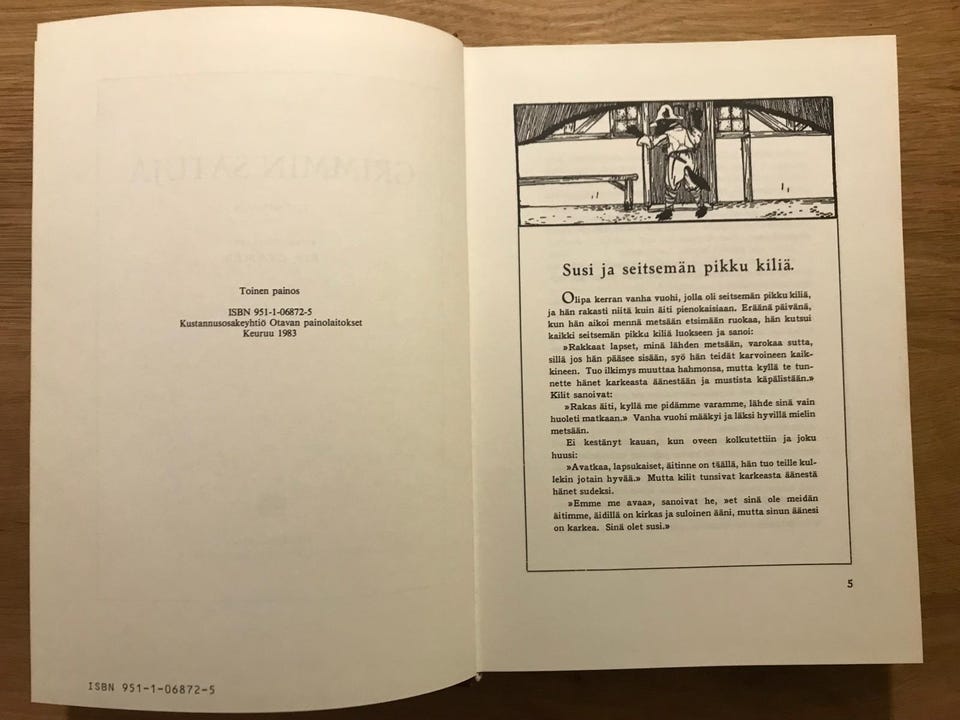 Toinen painos
ISBN 951-1-06872-5
Kustannusosakeyhtiö Otavan painolaitokset
Keuruu 1983
ISBN 951-1-06872-5
Susi ja seitsemän pikku kiliä.
Olipa kerran vanha vuohi, jolla oli seitsemän pikku kiliä,
ja hän rakasti niitä kuin äiti pienokaisiaan. Eräänä päivänä,
kun hän aikoi mennä metsään etsimään ruokaa, hän kutsui
kaikki seitsemän pikku kiliä luokseen ja sanoi:
»Rakkaat lapset, minä lähden metsään, varokaa sutta,
sillä jos hän pääsee sisään, syö hän teidät karvoineen kaik-
kineen. Tuo ilkimys muuttaa hahmonsa, mutta kyllä te tun-
nette hänet karkeasta äänestään ja mustista käpälistään.»
Kilit sanoivat:
»Rakas äiti, kyllä me pidämme varamme, lähde sinä vain
huoleti matkaan.» Vanha vuohi määkyi ja läksi hyvillä mielin
metsään.
Ei kestänyt kauan, kun oveen kolkutettiin ja joku
huusi:
»Avatkaa, lapsukaiset, äitinne on täällä, hän tuo teille kul-
lekin jotain hyvää.» Mutta kilit tunsivat karkeasta äänestä
hänet sudeksi.
»Emme me avaa», sanoivat he, »et sinä ole meidän
äitimme, äidillä on kirkas ja suloinen ääni, mutta sinun äänesi
on karkea. Sinä olet susi.»
5